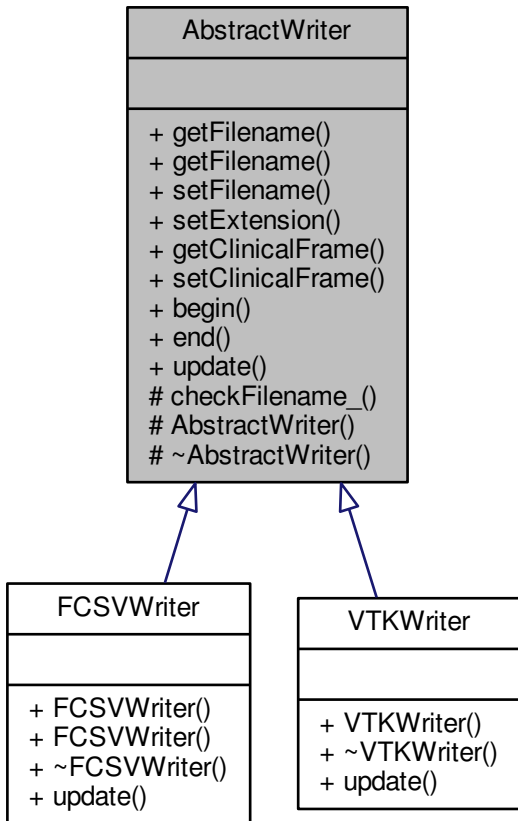 AbstractWriter
+ getFilename()
+ getFilename()
+ setFilename()
+ setExtension()
+ getClinicalFrame()
+ setClinicalFrame()
+ begin()
+ end()
+ update()
# checkFilename_()
# AbstractWriter()
# ~AbstractWriter()
FCSVWriter
+ FCSVWriter()
+ FCSVWriter()
+ ~FCSVWriter()
+ update()
VTKWriter
+ VTKWriter()
+ ~VTKWriter()
+ update()